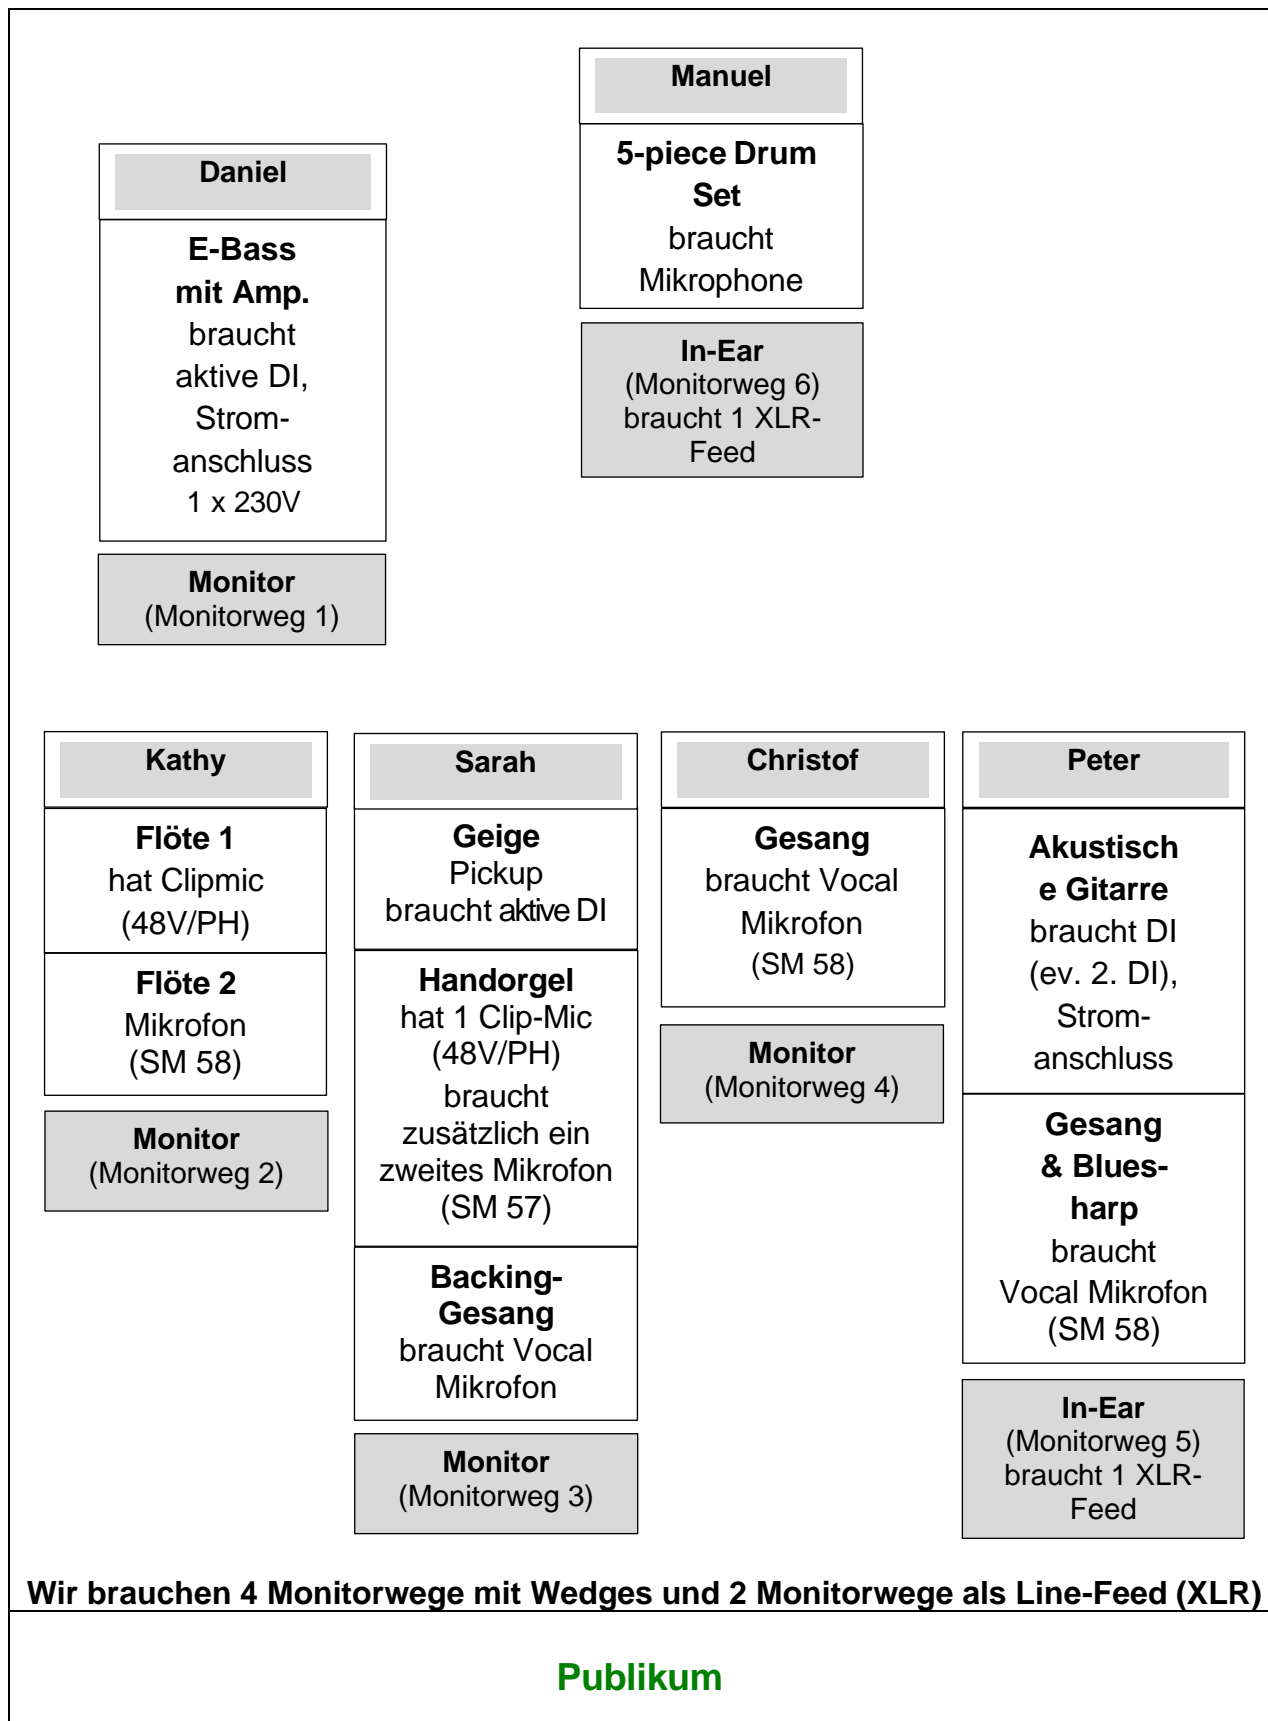 Manuel
5-piece Drum
Set
braucht
Mikrophone
In-Ear
(Monitorweg 6)
braucht 1 XLR-
Feed
Daniel
E-Bass
mit Amp.
braucht
aktive DI,
Strom-
anschluss
1 x 230V
Monitor
(Monitorweg 1)
Kathy
Flöte 1
hat Clipmic
(48V/PH)
Flöte 2
Mikrofon
(SM 58)
Monitor
(Monitorweg 2)
Sarah
Geige
Pickup
braucht aktive DI
Handorgel
hat 1 Clip-Mic
(48V/PH)
braucht
zusätzlich ein
zweites Mikrofon
(SM 57)
Backing-
Gesang
braucht Vocal
Mikrofon
Monitor
(Monitorweg 3)
Christof
Gesang
braucht Vocal
Mikrofon
(SM 58)
Monitor
(Monitorweg 4)
Peter
Akustisch
e Gitarre
braucht DI
(ev. 2. DI),
Strom-
anschluss
Gesang
& Blues-
harp
braucht
Vocal Mikrofon
(SM 58)
In-Ear
(Monitorweg 5)
braucht 1 XLR-
Feed
Wir brauchen 4 Monitorwege mit Wedges und 2 Monitorwege als Line-Feed (XLR)
Publikum